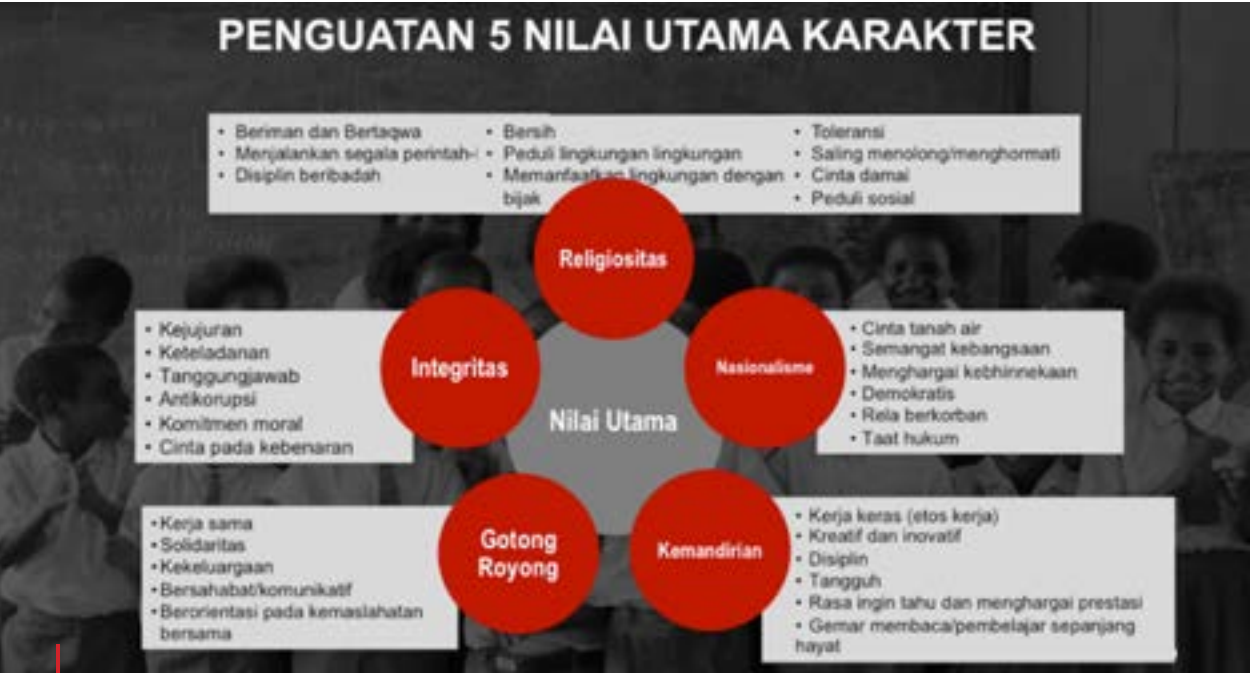 PENGUATAN 5 NILAI UTAMA KARAKTER
• Beriman dan Bertaqwa
• Menjalankan segala perintah-
• Disiplin beribadah
• Bersih
• Peduli lingkungan lingkungan
• Memanfaatkan lingkungan dengan
bijak
• Toleransi
• Saling menolong/menghormati
• Cinta damai
• Peduli sosial
Religiositas
• Kejujuran
• Keteladanan
• Tanggungjawab
• Antikorupsi
• Komitmen moral
• Cinta pada kebenaran
Integritas
Nasionalisme
• Cinta tanah air
• Semangat kebangsaan
• Menghargai kebhinnekaan
• Demokratis
• Rela berkorban
• Taat hukum
Nilai Utama
• Kerja sama
• Solidaritas
• Kekeluargaan
• Bersahabat/komunikatif
• Berorientasi pada kemaslahatan
bersama
Gotong
Royong
Kemandirian
• Kerja keras (etos kerja)
• Kreatif dan inovatif
• Disiplin
• Tangguh
• Rasa ingin tahu dan menghargai prestasi
• Gemar membaca/pembelajar sepanjang
hayat